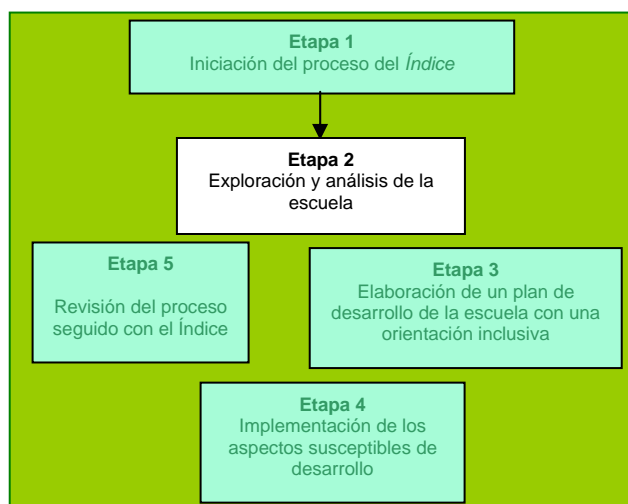 Etapa 1
Iniciación del proceso del Índice
Etapa 2
Exploración y análisis de la
escuela
Etapa 5
Revisión del proceso
seguido con el Índice
Etapa 3
Elaboración de un plan de
desarrollo de la escuela con una
orientación inclusiva
Etapa 4
Implementación de los
aspectos susceptibles de
desarrollo